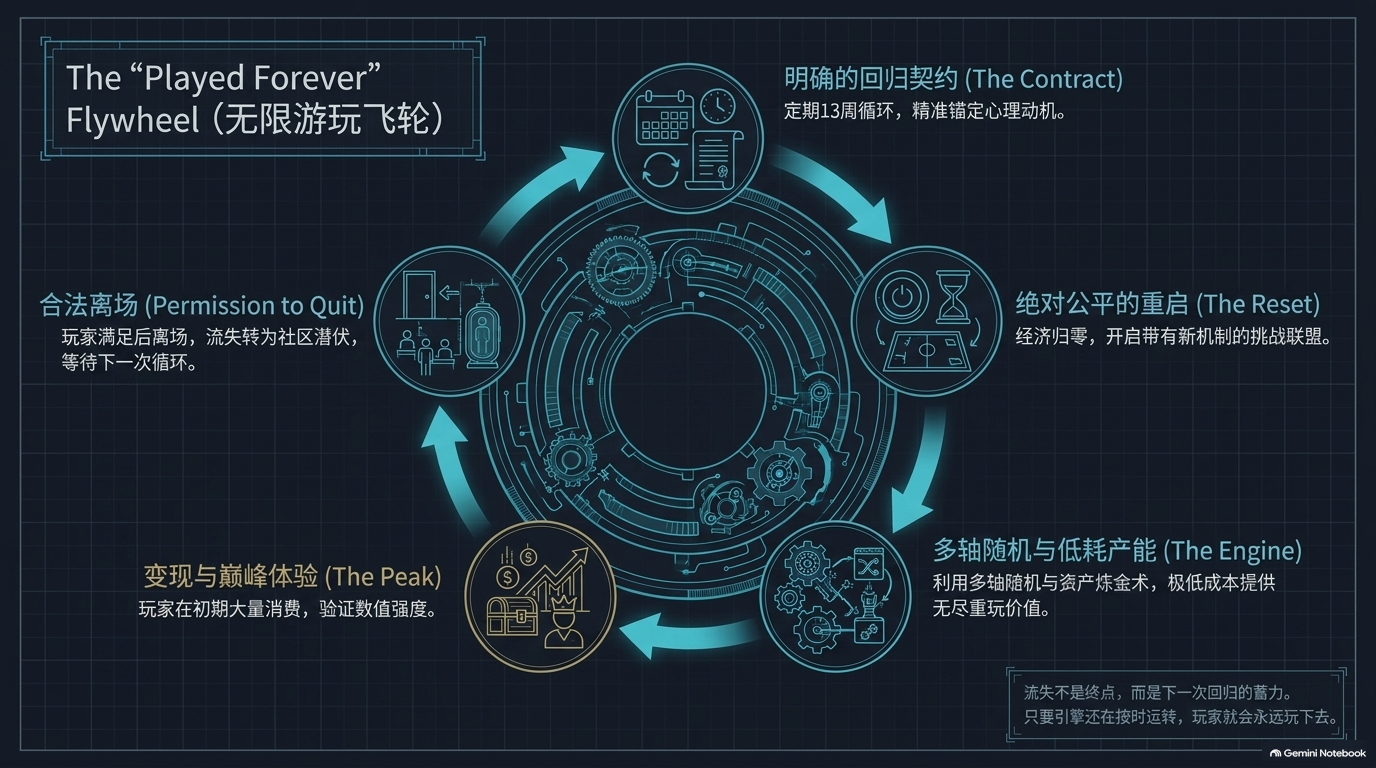 The “Played Forever”
Flywheel（无限游玩飞轮）
明确的回归契约 (The Contract)
定期13周循环，精准锚定心理动机。
绝对公平的重启 (The Reset)
经济归零，开启带有新机制的挑战联盟。
多轴随机与低耗产能 (The Engine)
利用多轴随机与资产炼金术，极低成本提供
无尽重玩价值。
变现与巅峰体验 (The Peak)
玩家在初期大量消费，验证数值强度。
合法离场 (Permission to Quit)
玩家满足后离场，流失转为社区潜伏，
等待下一次循环。
流失不是终点，而是下一次回归的蓄力。
只要引擎还在按时运转，玩家就会永远玩下去。
Gemini Notebook